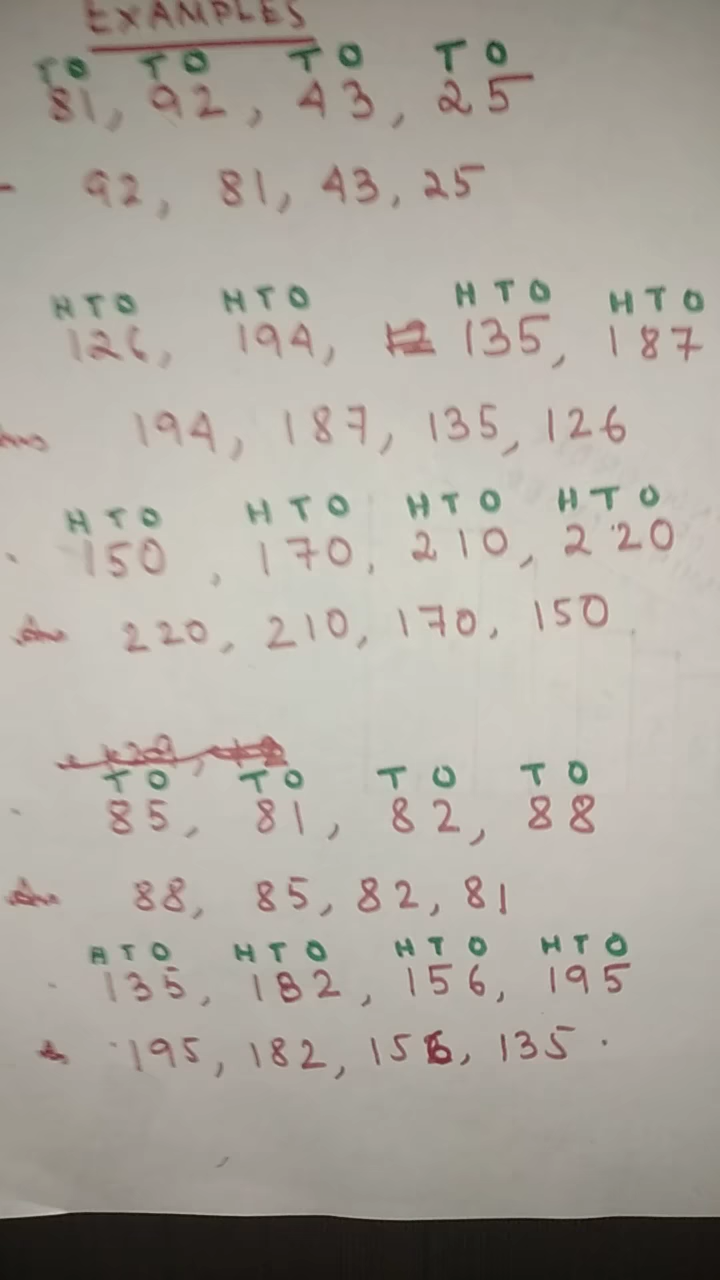 EXAMPLES
TO TO TO TO
81, 92, 43, 25
- 92, 81, 43, 25
HTO HTO HTO HTO
126, 194, 135, 187
Ans 194, 187, 135, 126
HTO HTO HTO HTO
150, 170, 210, 220
Ans 220, 210, 170, 150
TO TO TO TO
85, 81, 82, 88
Ans 88, 85, 82, 81
HTO HTO HTO HTO
135, 182, 156, 195
195, 182, 156, 135.